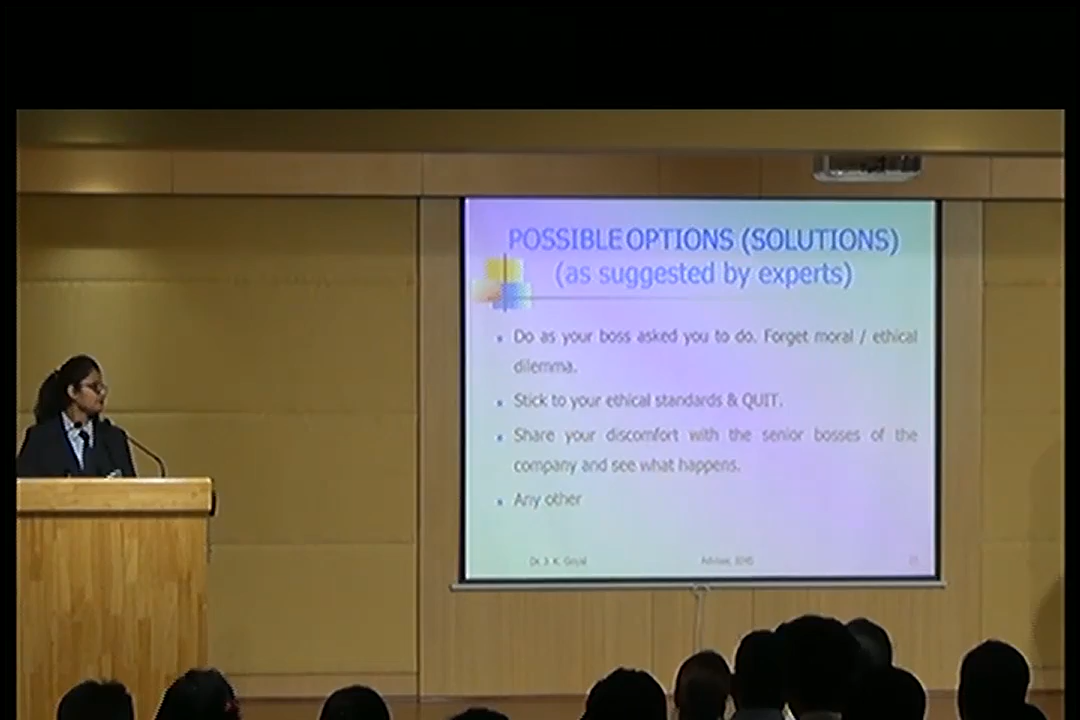 POSSIBLE OPTIONS (SOLUTIONS)
(as suggested by experts)
Do as your boss asked you to do. Forget moral / ethical
dilemma.
Stick to your ethical standards & QUIT.
Share your discomfort with the senior bosses of the
company and see what happens.
Any other
Dr. J. K. Goyal